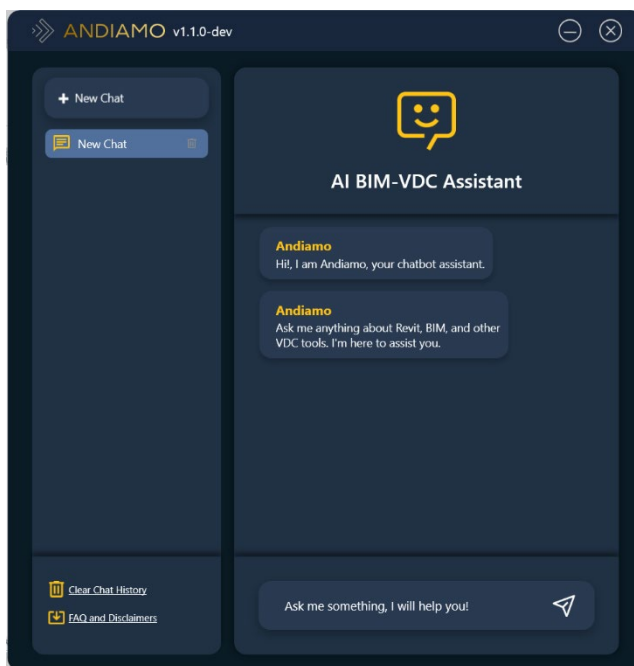 ANDIAMO v1.1.0-dev
+ New Chat
New Chat
Clear Chat History
FAQ and Disclaimers
AI BIM-VDC Assistant
Andiamo
Hi!, I am Andiamo, your chatbot assistant.
Andiamo
Ask me anything about Revit, BIM, and other
VDC tools. I'm here to assist you.
Ask me something, I will help you!